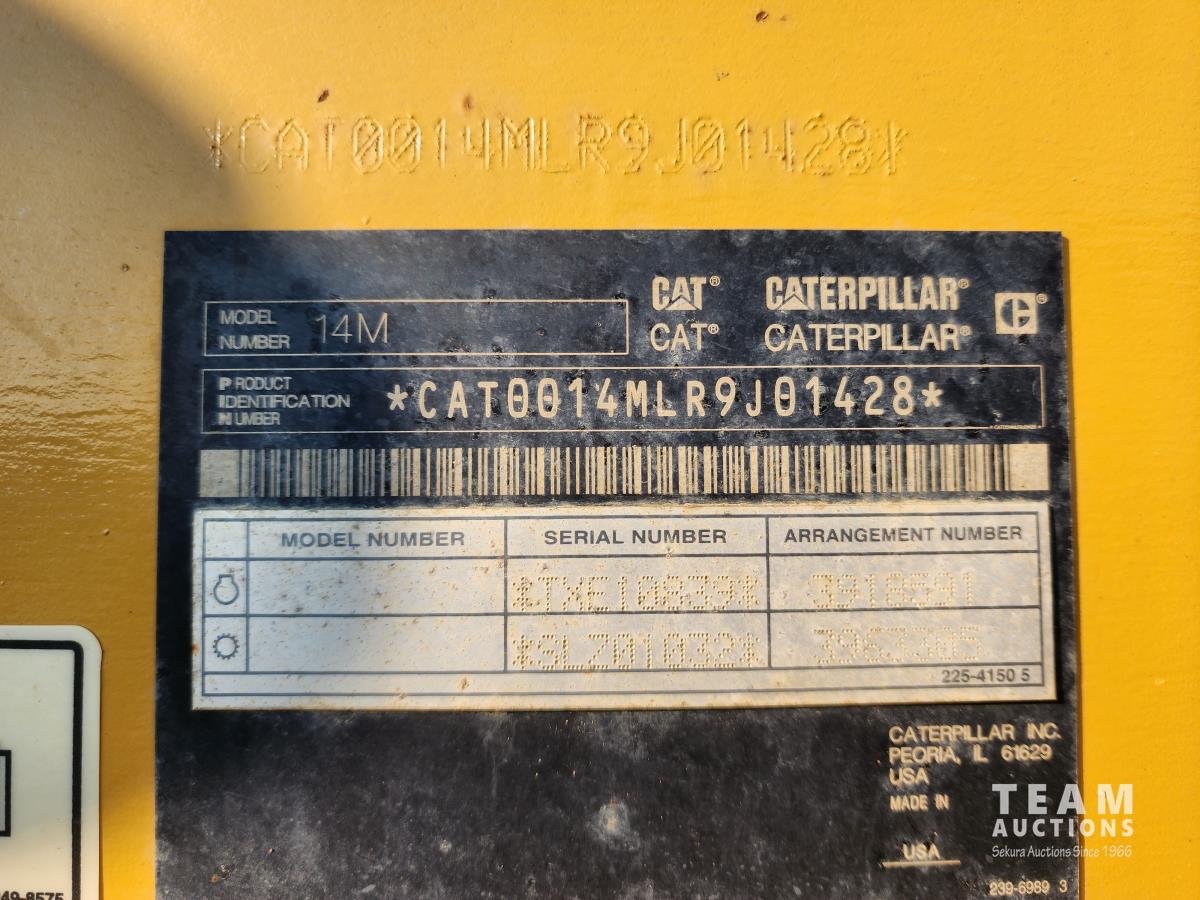 *CAT0014MLR9J01428*
CAT® CATERPILLAR®
MODEL NUMBER 14M
CAT® CATERPILLAR®
PRODUCT IDENTIFICATION NUMBER *CAT0014MLR9J01428*
MODEL NUMBER SERIAL NUMBER ARRANGEMENT NUMBER
*TXE10839* 3918591
*SLZ01032*
225-4150 5
CATERPILLAR INC.
PEORIA, IL 61629
USA
MADE IN
USA
239-6989 3
49-8575
TEAM
AUCTIONS
Sekura Auctions Since 1966